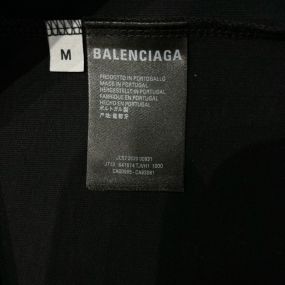 M
BALENCIAGA
PRODOTTO IN PORTOGALLO
MADE IN PORTUGAL
HERGESTELLT IN PORTUGAL
FABRIQUÉ EN PORTUGAL
HECHO EN PORTUGAL
ポルトガル製
产地: 葡萄牙
1000